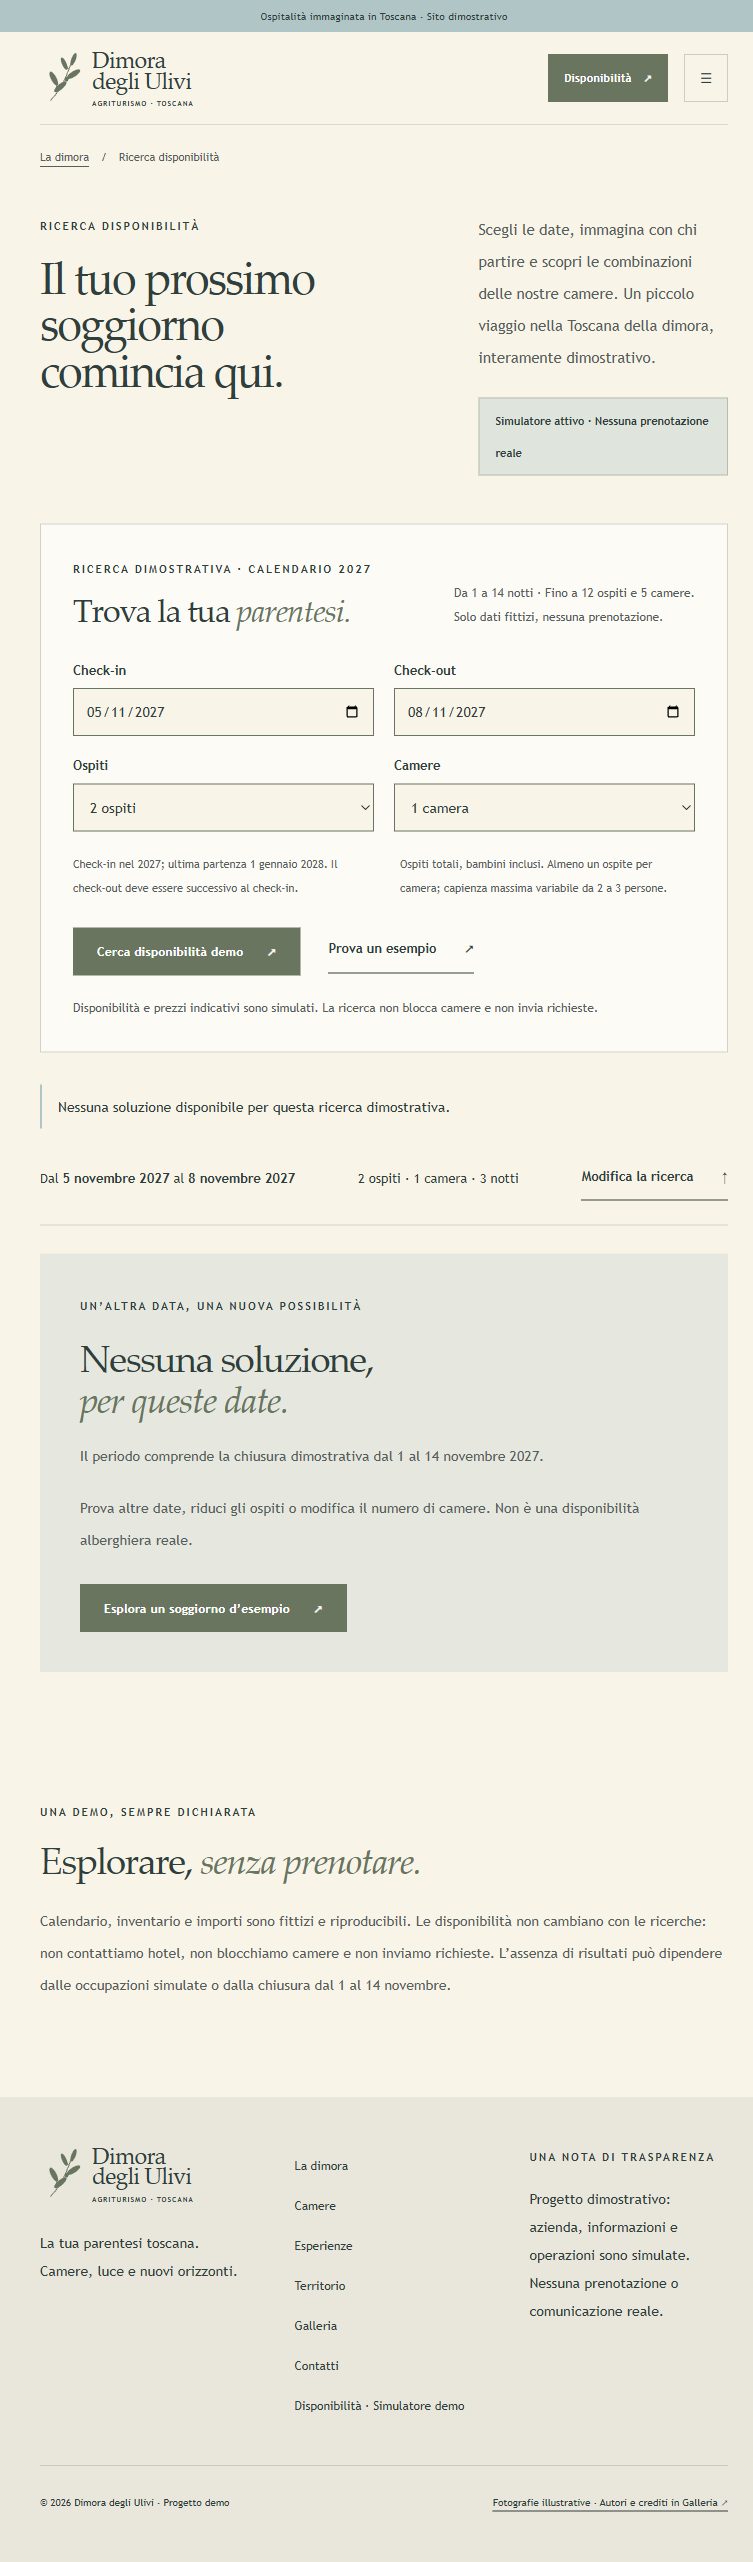 Ospitalità immaginata in Toscana · Sito dimostrativo
Dimora
degli Ulivi
AGRITURISMO · TOSCANA
Disponibilità ↗
☰
La dimora / Ricerca disponibilità
RICERCA DISPONIBILITÀ
Il tuo prossimo
soggiorno
comincia qui.
Scegli le date, immagina con chi
partire e scopri le combinazioni
delle nostre camere. Un piccolo
viaggio nella Toscana della dimora,
interamente dimostrativo.
Simulatore attivo · Nessuna prenotazione
reale
RICERCA DIMOSTRATIVA · CALENDARIO 2027
Trova la tua parentesi.
Da 1 a 14 notti · Fino a 12 ospiti e 5 camere.
Solo dati fittizi, nessuna prenotazione.
Check-in
05/11/2027
Check-out
08/11/2027
Ospiti
2 ospiti
Camere
1 camera
Check-in nel 2027; ultima partenza 1 gennaio 2028. Il
check-out deve essere successivo al check-in.
Ospiti totali, bambini inclusi. Almeno un ospite per
camera; capienza massima variabile da 2 a 3 persone.
Cerca disponibilità demo ↗
Prova un esempio ↗
Disponibilità e prezzi indicativi sono simulati. La ricerca non blocca camere e non invia richieste.
Nessuna soluzione disponibile per questa ricerca dimostrativa.
Dal 5 novembre 2027 al 8 novembre 2027
2 ospiti · 1 camera · 3 notti
Modifica la ricerca ↑
UN’ALTRA DATA, UNA NUOVA POSSIBILITÀ
Nessuna soluzione,
per queste date.
Il periodo comprende la chiusura dimostrativa dal 1 al 14 novembre 2027.
Prova altre date, riduci gli ospiti o modifica il numero di camere. Non è una disponibilità
alberghiera reale.
Esplora un soggiorno d’esempio ↗
UNA DEMO, SEMPRE DICHIARATA
Esplorare, senza prenotare.
Calendario, inventario e importi sono fittizi e riproducibili. Le disponibilità non cambiano con le ricerche:
non contattiamo hotel, non blocchiamo camere e non inviamo richieste. L’assenza di risultati può dipendere
dalle occupazioni simulate o dalla chiusura dal 1 al 14 novembre.
Dimora
degli Ulivi
AGRITURISMO · TOSCANA
La tua parentesi toscana.
Camere, luce e nuovi orizzonti.
La dimora
Camere
Esperienze
Territorio
Galleria
Contatti
Disponibilità · Simulatore demo
UNA NOTA DI TRASPARENZA
Progetto dimostrativo:
azienda, informazioni e
operazioni sono simulate.
Nessuna prenotazione o
comunicazione reale.
© 2026 Dimora degli Ulivi · Progetto demo
Fotografie illustrative · Autori e crediti in Galleria ↗